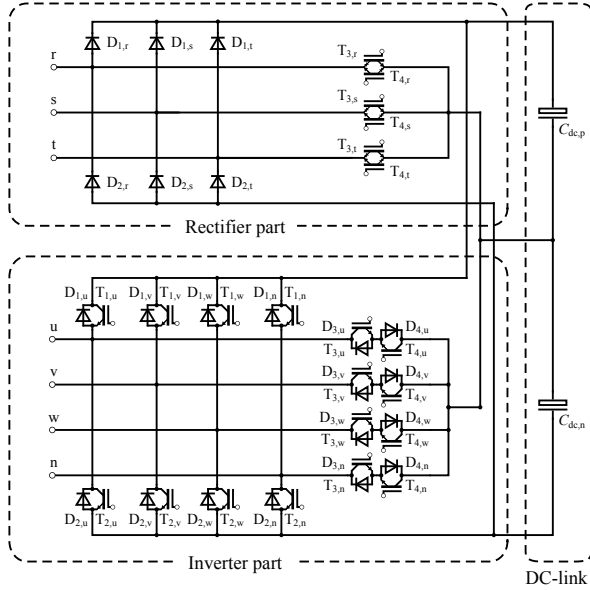 D1,r D1,s D1,t
r
T3,r
T4,r
s
T3,s
T4,s
t
T3,t
T4,t
D2,r D2,s D2,t
Cdc,p
Rectifier part
D1,u T1,u D1,v T1,v D1,w T1,w D1,n T1,n
u
D3,u D4,u
T3,u T4,u
v
D3,v D4,v
T3,v T4,v
w
D3,w D4,w
T3,w T4,w
n
D3,n D4,n
T3,n T4,n
Cdc,n
D2,u T2,u D2,v T2,v D2,w T2,w D2,n T2,n
Inverter part
DC-link